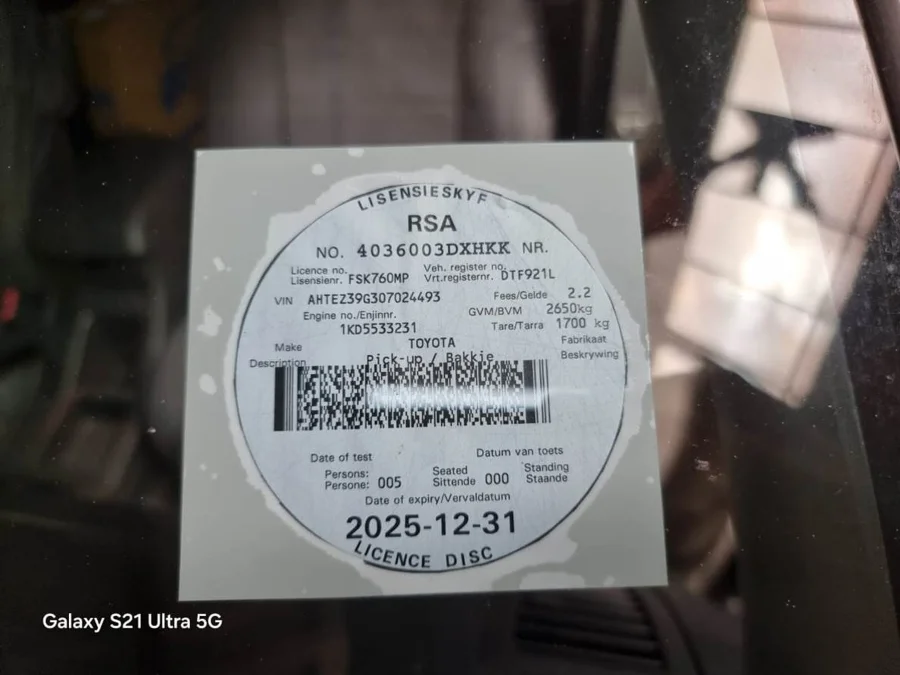 LISENSIESKYF
RSA
NO. 4036003DXHKK NR.
Licence no. Veh. register no.
Lisensienr. FSK760MP Vrt.registernr. DTF921L
VIN AHTEZ39G307024493 Fees/Gelde 2.2
Engine no./Enjinnr. GVM/BVM 2650kg
1KD5533231 Tare/Tarra 1700 kg
Make TOYOTA Fabrikaat
Description Pick-up / Bakkie Beskrywing
Date of test Datum van toets
Persons: Seated Standing
Persone: 005 Sittende 000 Staande
Date of expiry/Vervaldatum
2025-12-31
LICENCE DISC
Galaxy S21 Ultra 5G